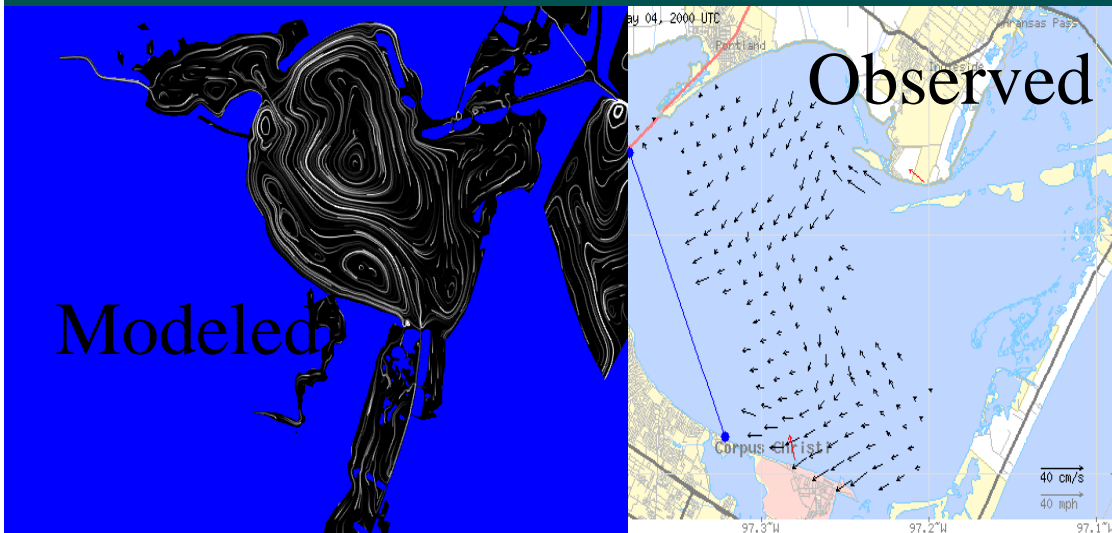 Modeled
ay 04, 2000 UTC
Portland
ansas Pass
Ingleside
Observed
Corpus Christi
40 cm/s
40 mph
97.3°W
97.2°W
97.1°W